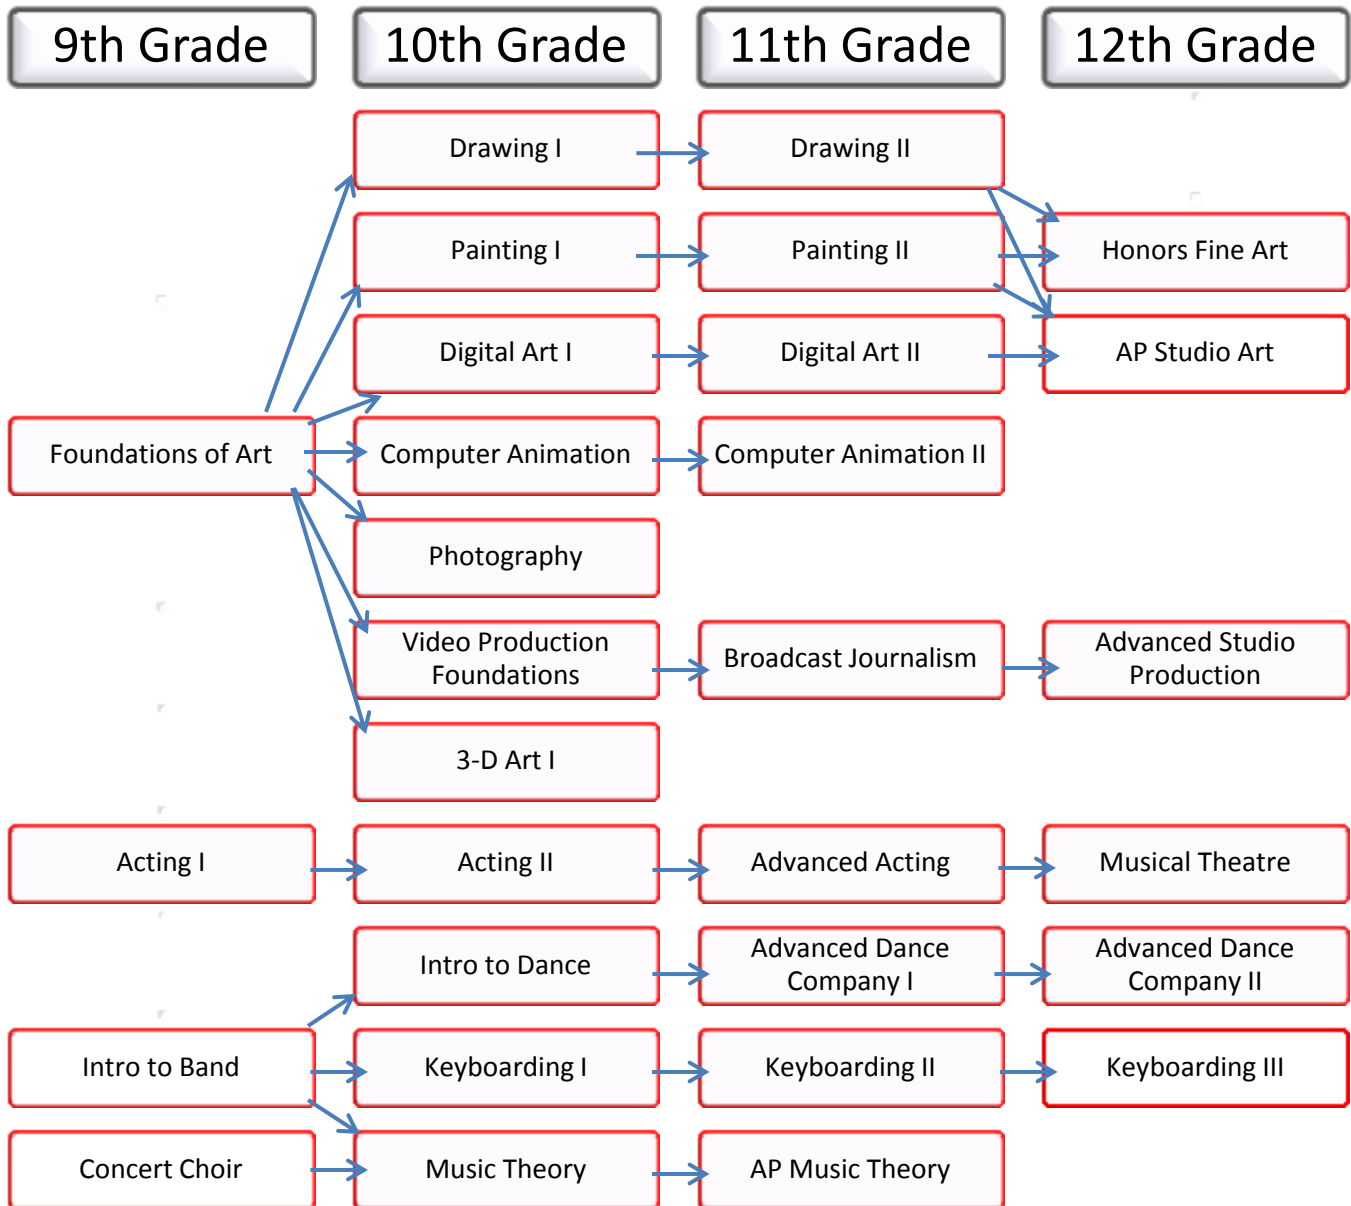 9th Grade
10th Grade
11th Grade
12th Grade
Drawing I
Drawing II
Painting I
Painting II
Honors Fine Art
Digital Art I
Digital Art II
AP Studio Art
Foundations of Art
Computer Animation
Computer Animation II
Photography
Video Production
Foundations
Broadcast Journalism
Advanced Studio
Production
3-D Art I
Acting I
Acting II
Advanced Acting
Musical Theatre
Intro to Dance
Advanced Dance
Company I
Advanced Dance
Company II
Intro to Band
Keyboarding I
Keyboarding II
Keyboarding III
Concert Choir
Music Theory
AP Music Theory